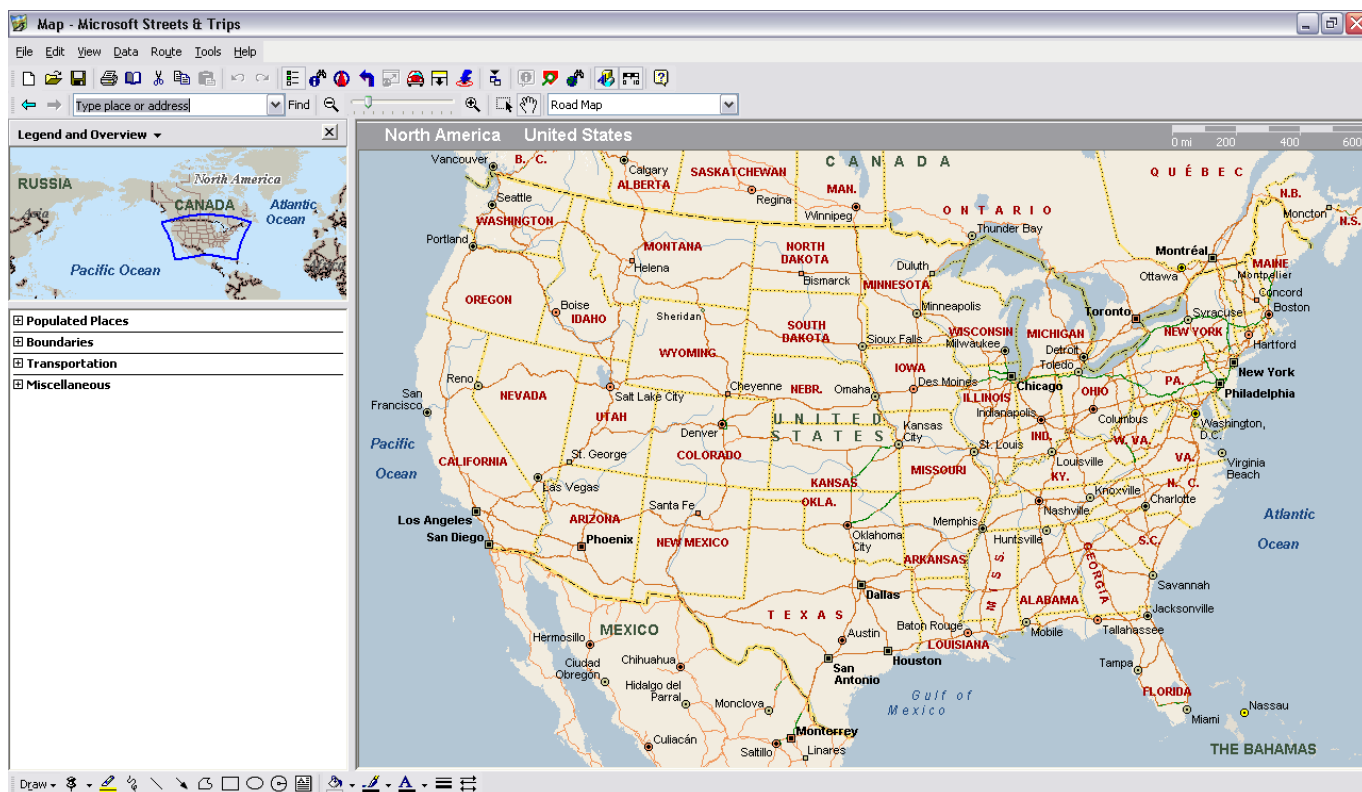 Map - Microsoft Streets & Trips
File Edit View Data Route Tools Help
Type place or address Find Road Map
Legend and Overview
North America United States
0 mi 200 400 600
RUSSIA
North America
CANADA
Asia
Atlantic
Ocean
Pacific Ocean
Populated Places
Boundaries
Transportation
Miscellaneous
Vancouver
B. C.
Calgary
ALBERTA
SASKATCHEWAN
Regina
CANADA
MAN.
Winnipeg
ONTARIO
Thunder Bay
QUÉBEC
N.B.
Moncton
N.S.
Seattle
WASHINGTON
Portland
MONTANA
Helena
NORTH
DAKOTA
Bismarck
Duluth
MINNESOTA
Minneapolis
Montréal
Ottawa
MAINE
Montpelier
Concord
Boston
OREGON
Boise
IDAHO
Sheridan
WYOMING
SOUTH
DAKOTA
Sioux Falls
WISCONSIN
Milwaukee
MICHIGAN
Detroit
Toledo
Toronto
Syracuse
NEW YORK
Hartford
New York
Philadelphia
Reno
NEVADA
San
Francisco
Salt Lake City
UTAH
Cheyenne
NEBR.
Omaha
IOWA
Des Moines
Chicago
ILLINOIS
Indianapolis
IND.
OHIO
Columbus
PA.
Washington,
D.C.
Pacific
Ocean
CALIFORNIA
St. George
Las Vegas
Denver
COLORADO
UNITED
STATES
Kansas
City
KANSAS
St. Louis
MISSOURI
Louisville
KY.
W. VA.
VA.
Virginia
Beach
Los Angeles
San Diego
ARIZONA
Phoenix
Santa Fe
NEW MEXICO
OKLA.
Oklahoma
City
Memphis
ARKANSAS
Nashville
Knoxville
Huntsville
N. C.
Charlotte
S.C.
Atlantic
Ocean
TEXAS
Dallas
MISS.
ALABAMA
GEORGIA
Savannah
Jacksonville
Tallahassee
Mobile
Baton Rouge
LOUISIANA
Austin
San
Antonio
Houston
MEXICO
Hermosillo
Ciudad
Obregón
Chihuahua
Hidalgo del
Parral
Monclova
Culiacán
Saltillo
Monterrey
Linares
Gulf of
Mexico
Tampa
FLORIDA
Miami
Nassau
THE BAHAMAS
Draw